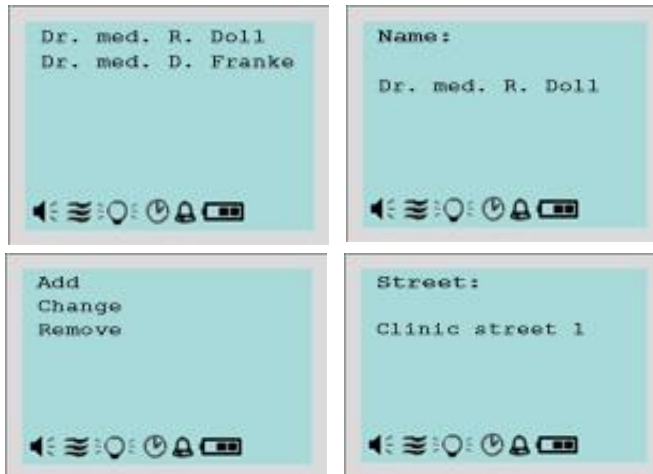 Dr. med. R. Doll
Dr. med. D. Franke
Name:
Dr. med. R. Doll
Add
Change
Remove
Street:
Clinic street 1